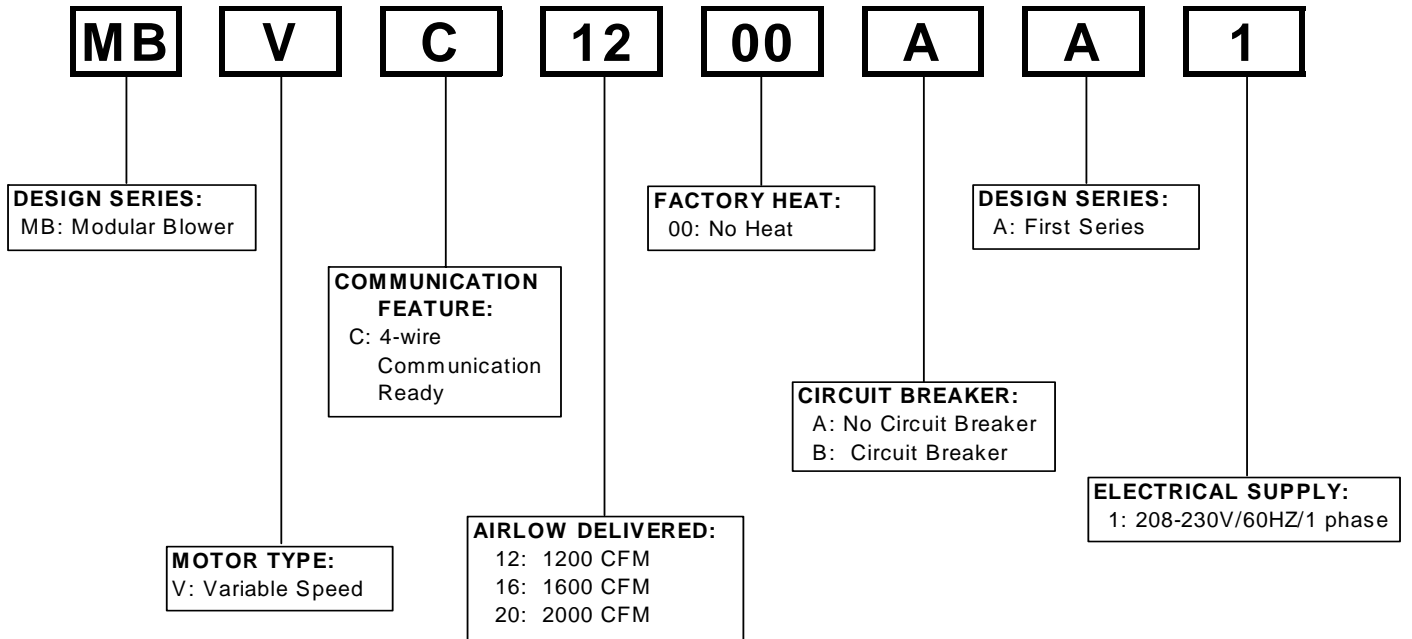 MB V C 12 00 A A 1
DESIGN SERIES:
MB: Modular Blower
FACTORY HEAT:
00: No Heat
DESIGN SERIES:
A: First Series
COMMUNICATION
FEATURE:
C: 4-wire
Communication
Ready
CIRCUIT BREAKER:
A: No Circuit Breaker
B: Circuit Breaker
ELECTRICAL SUPPLY:
1: 208-230V/60HZ/1 phase
AIRLOW DELIVERED:
12: 1200 CFM
16: 1600 CFM
20: 2000 CFM
MOTOR TYPE:
V: Variable Speed